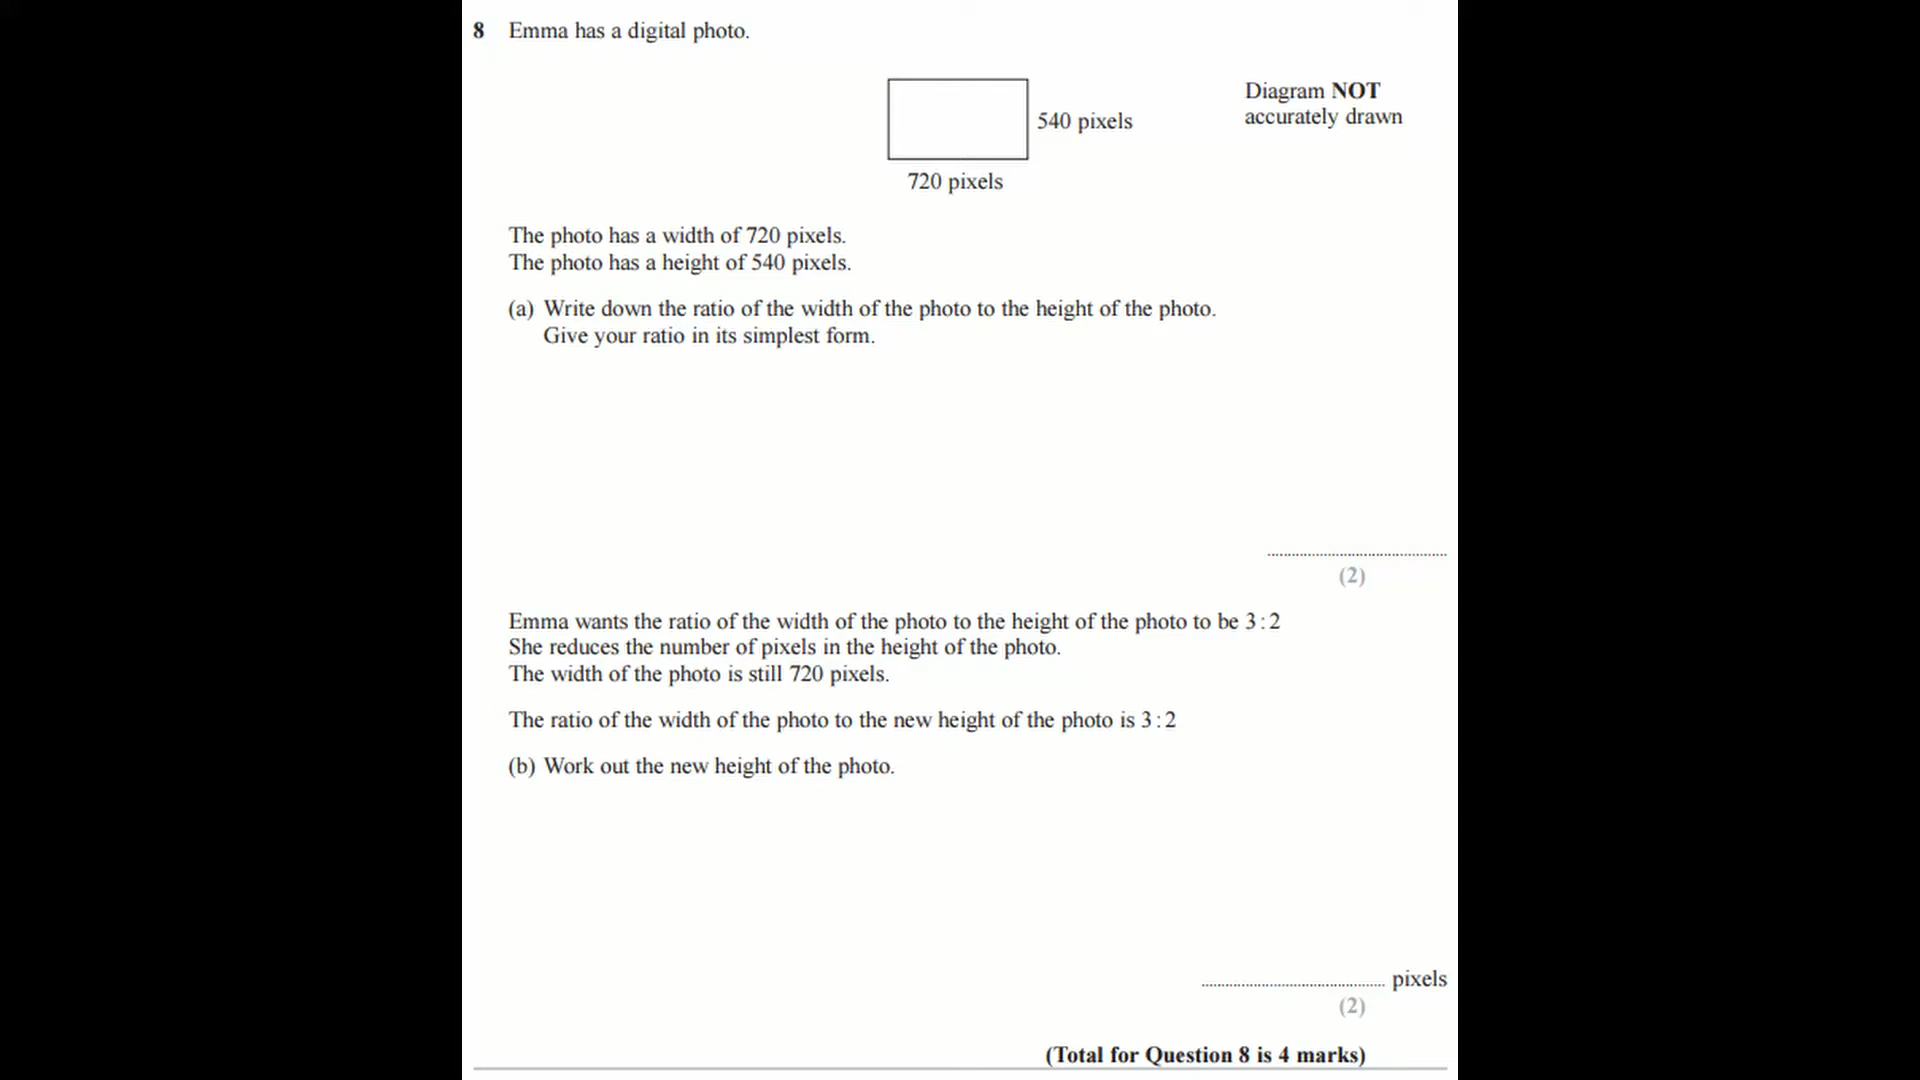 8 Emma has a digital photo.
Diagram NOT
accurately drawn
540 pixels
720 pixels
The photo has a width of 720 pixels.
The photo has a height of 540 pixels.
(a) Write down the ratio of the width of the photo to the height of the photo.
Give your ratio in its simplest form.
(2)
Emma wants the ratio of the width of the photo to the height of the photo to be 3 : 2
She reduces the number of pixels in the height of the photo.
The width of the photo is still 720 pixels.
The ratio of the width of the photo to the new height of the photo is 3 : 2
(b) Work out the new height of the photo.
pixels
(2)
(Total for Question 8 is 4 marks)